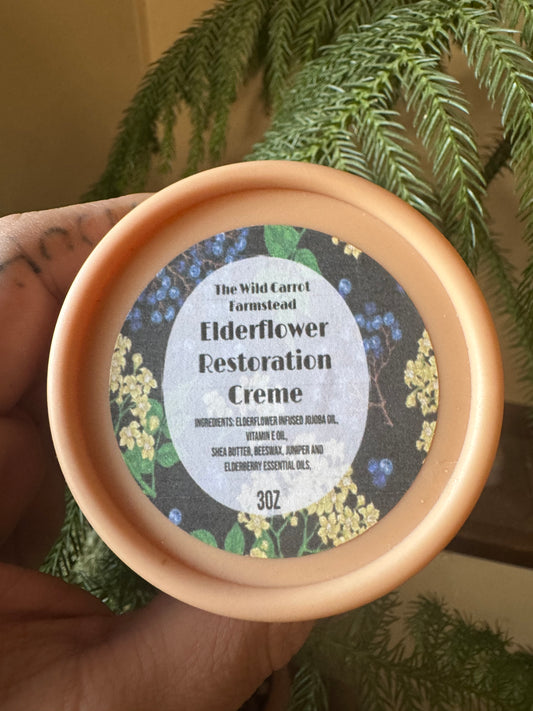 The Wild Carrot
Farmstead
Elderflower
Restoration
Creme
INGREDIENTS: ELDERFLOWER INFUSED JOJOBA OIL,
VITAMIN E OIL,
SHEA BUTTER, BEESWAX, JUNIPER AND
ELDERBERRY ESSENTIAL OILS,
3OZ